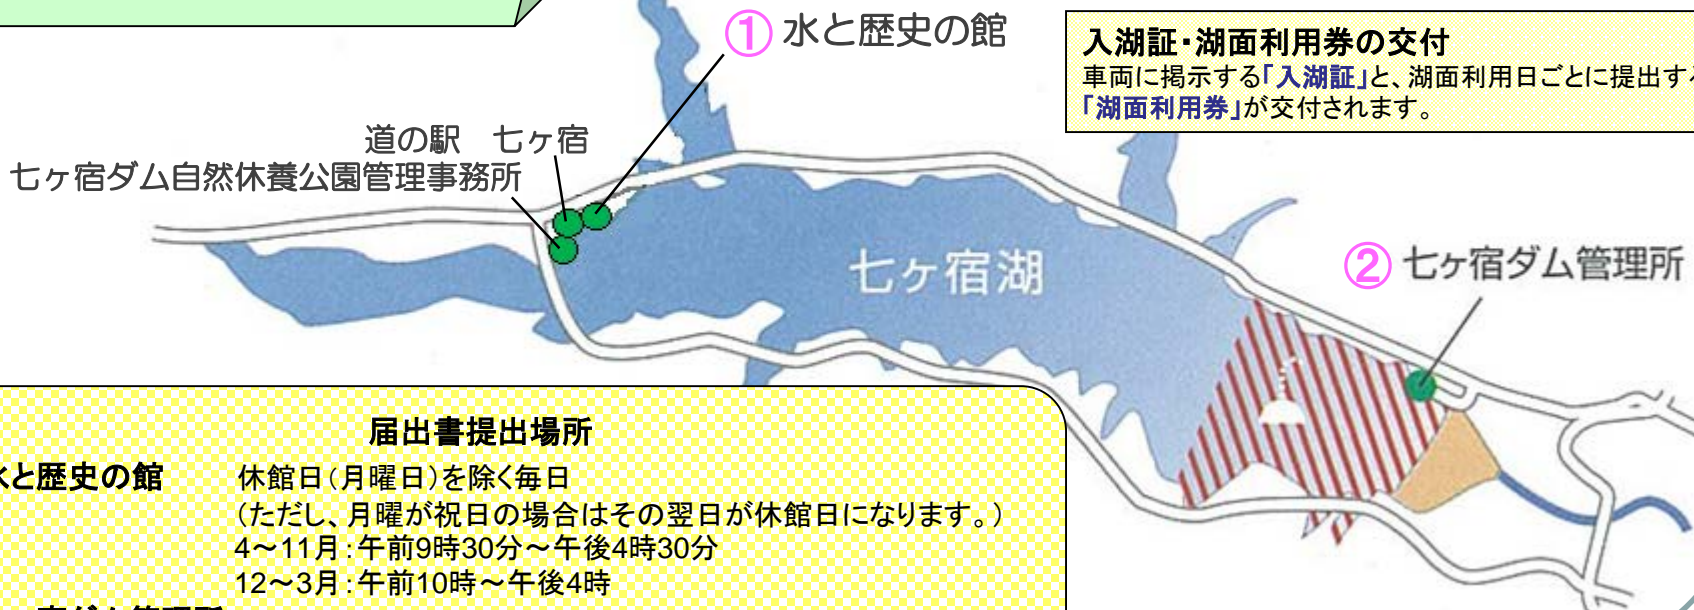 ① 水と歴史の館
入湖証・湖面利用券の交付
車両に掲示する「入湖証」と、湖面利用日ごとに提出する
「湖面利用券」が交付されます。
道の駅　七ヶ宿
七ヶ宿ダム自然休養公園管理事務所
七ヶ宿湖
② 七ヶ宿ダム管理所
届出書提出場所
水と歴史の館　休館日（月曜日）を除く毎日
（ただし、月曜が祝日の場合はその翌日が休館日になります。）
4～11月：午前9時30分～午後4時30分
12～3月：午前10時～午後4時